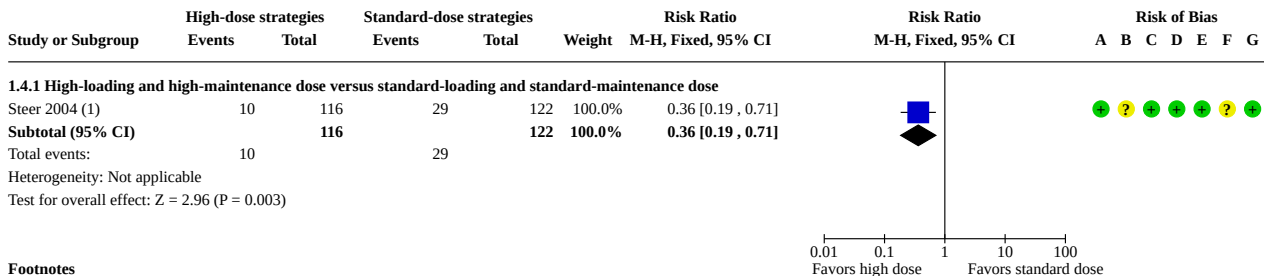 High-dose strategies Standard-dose strategies Risk Ratio Risk Ratio Risk of Bias
Study or Subgroup Events Total Events Total Weight M-H, Fixed, 95% CI M-H, Fixed, 95% CI A B C D E F G
1.4.1 High-loading and high-maintenance dose versus standard-loading and standard-maintenance dose
Steer 2004 (1) 10 116 29 122 100.0% 0.36 [0.19 , 0.71] + ? + + + ? +
Subtotal (95% CI) 116 122 100.0% 0.36 [0.19 , 0.71]
Total events: 10 29
Heterogeneity: Not applicable
Test for overall effect: Z = 2.96 (P = 0.003)
0.01 0.1 1 10 100
Footnotes Favors high dose Favors standard dose